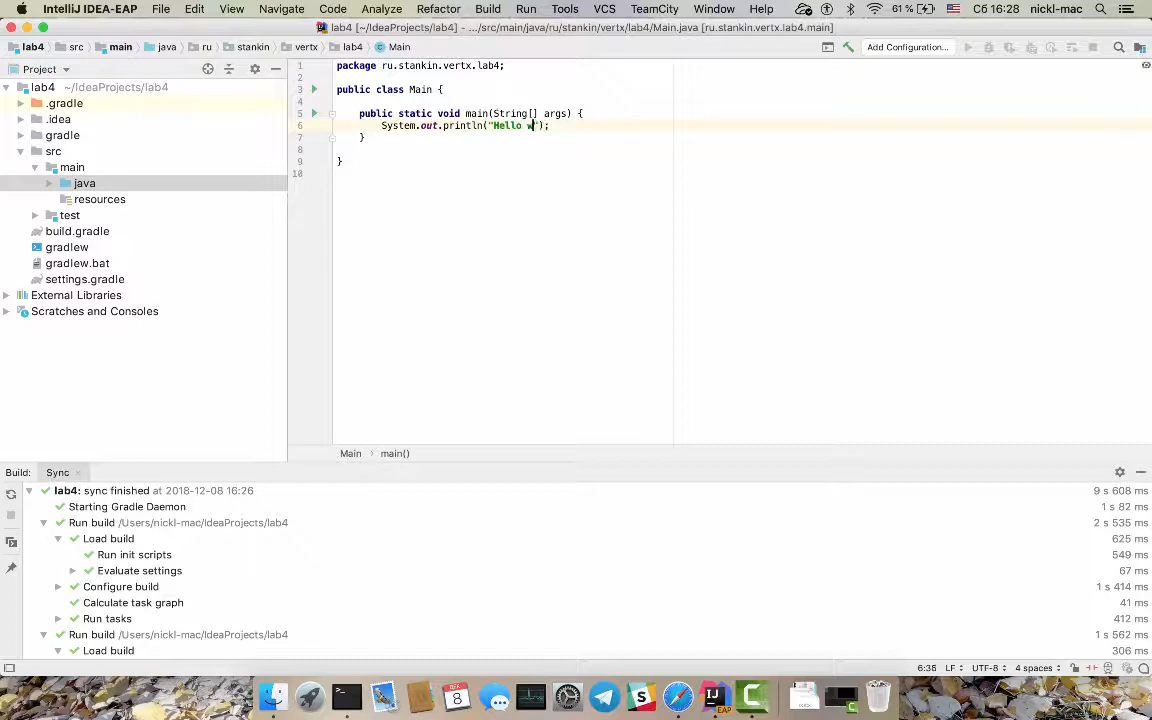 IntelliJ IDEA-EAP File Edit View Navigate Code Analyze Refactor Build Run Tools VCS TeamCity Window Help 61 % Сб 16:28 nickl-mac
lab4 [~/IdeaProjects/lab4] - .../src/main/java/ru/stankin/vertx/lab4/Main.java [ru.stankin.vertx.lab4.main]
lab4 src main java ru stankin vertx lab4 Main Add Configuration...
Project
lab4 ~/IdeaProjects/lab4
.gradle
.idea
gradle
src
main
java
resources
test
build.gradle
gradlew
gradlew.bat
settings.gradle
External Libraries
Scratches and Consoles
1 package ru.stankin.vertx.lab4;
2
3 public class Main {
4
5 public static void main(String[] args) {
6 System.out.println("Hello w");
7 }
8
9 }
10
Main main()
Build: Sync
lab4: sync finished at 2018-12-08 16:26 9 s 608 ms
Starting Gradle Daemon 1 s 82 ms
Run build /Users/nickl-mac/IdeaProjects/lab4 2 s 535 ms
Load build 625 ms
Run init scripts 549 ms
Evaluate settings 67 ms
Configure build 1 s 414 ms
Calculate task graph 41 ms
Run tasks 412 ms
Run build /Users/nickl-mac/IdeaProjects/lab4 1 s 562 ms
Load build 306 ms
6:36 LF UTF-8 4 spaces
ДЕК
8
IJ
EAP